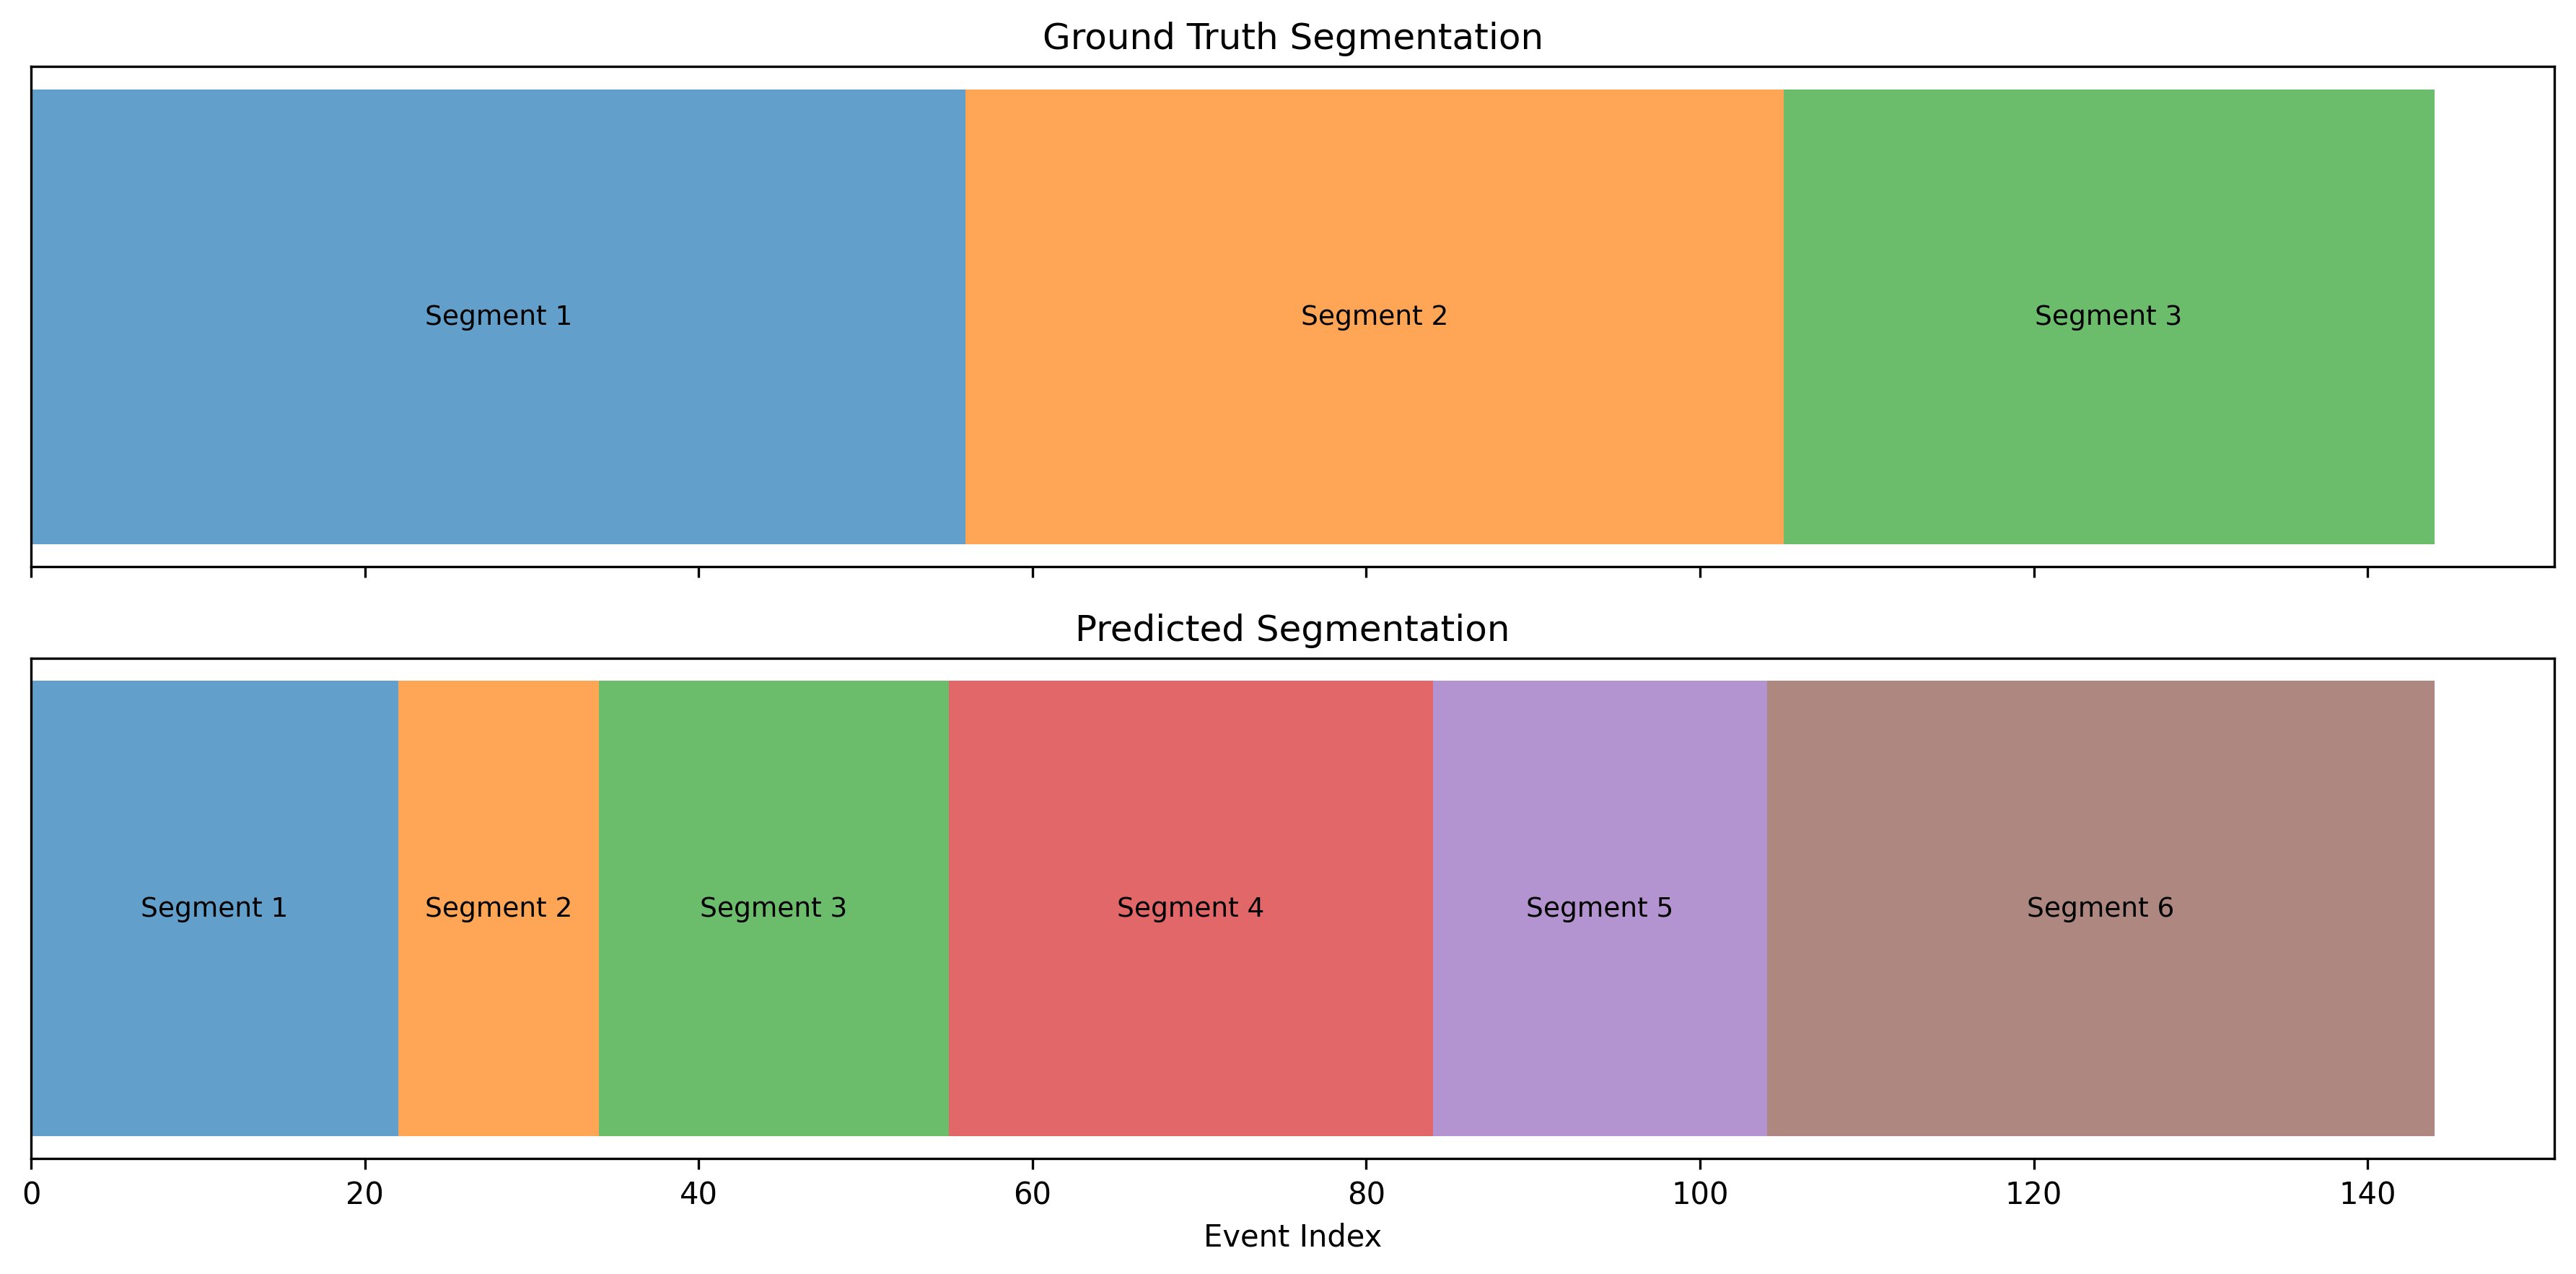 Ground Truth Segmentation
Segment 1 Segment 2 Segment 3
Predicted Segmentation
Segment 1 Segment 2 Segment 3 Segment 4 Segment 5 Segment 6
0 20 40 60 80 100 120 140
Event Index